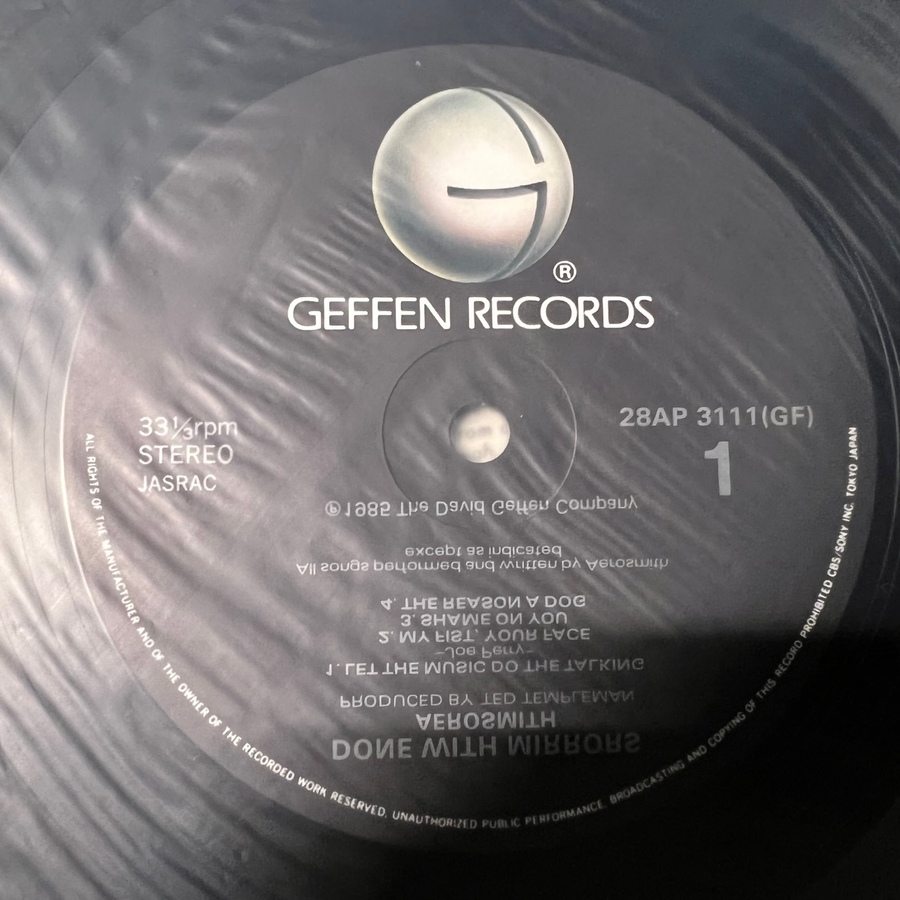 ®
GEFFEN RECORDS
33⅓rpm
STEREO
JASRAC
28AP 3111(GF)
1
℗1985 The David Geffen Company
except as indicated
All songs performed and written by Aerosmith
4. THE REASON A DOG
3. SHAME ON YOU
2. MY FIST, YOUR FACE
-Joe Perry-
1. LET THE MUSIC DO THE TALKING
PRODUCED BY TED TEMPLEMAN
AEROSMITH
DONE WITH MIRRORS
ALL RIGHTS OF THE MANUFACTURER AND OF THE OWNER OF THE RECORDED WORK RESERVED. UNAUTHORIZED PUBLIC PERFORMANCE, BROADCASTING AND COPYING OF THIS RECORD PROHIBITED CBS/SONY INC. TOKYO JAPAN